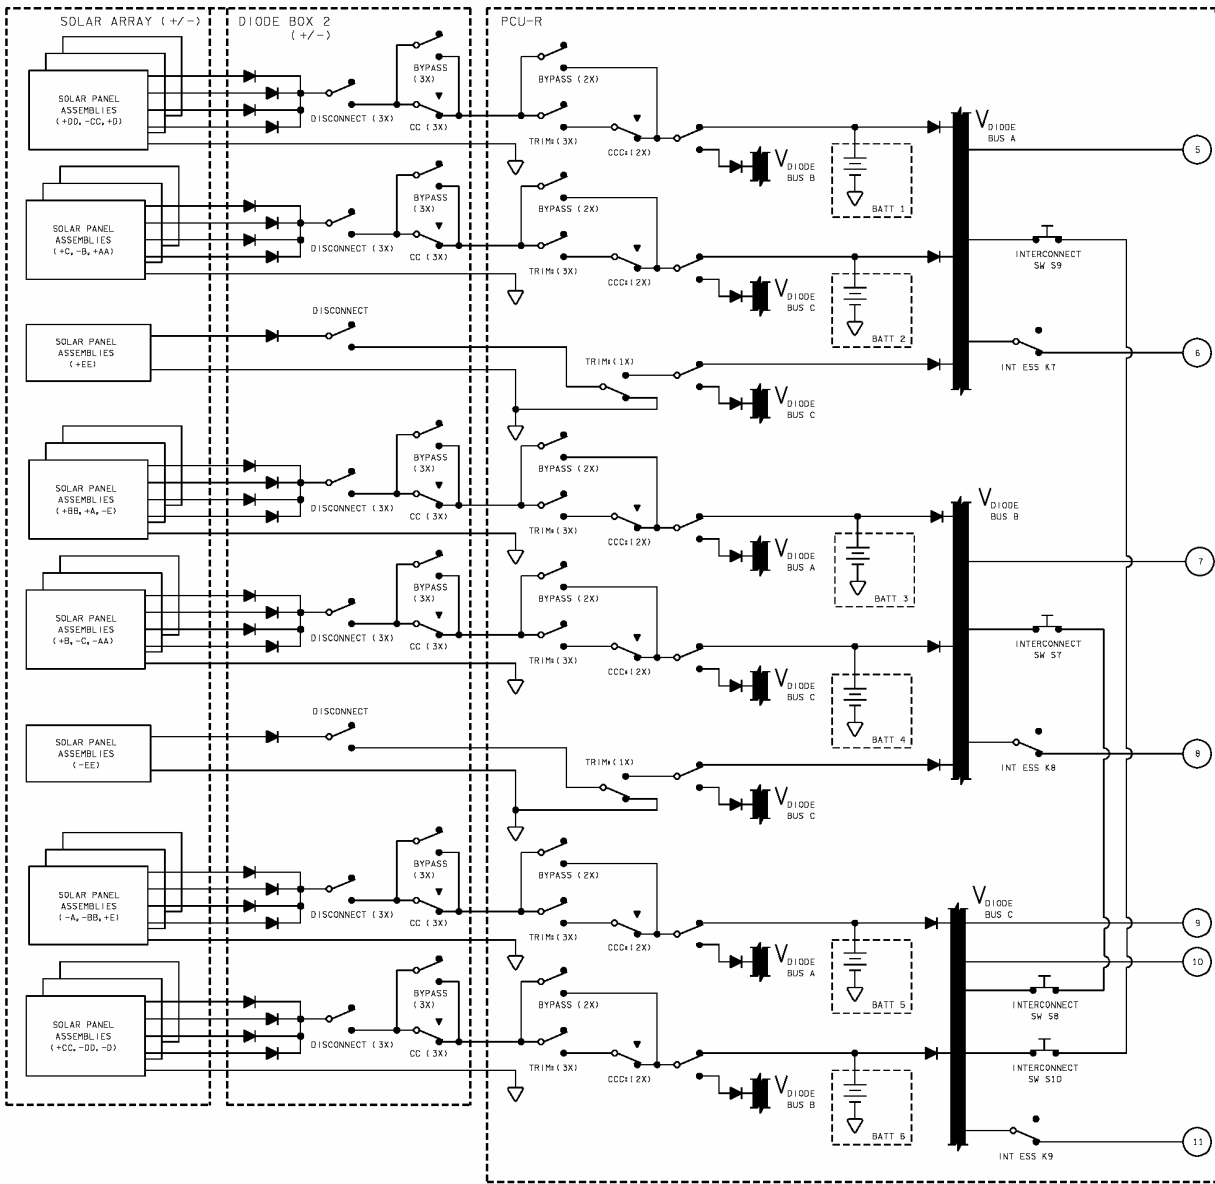 SOLAR ARRAY (+/-)
DIODE BOX 2
(+/-)
PCU-R
SOLAR PANEL
ASSEMBLIES
(+DD,-CC,+D)
DISCONNECT (3X)
BYPASS
(3X)
CC (3X)
BYPASS (2X)
TRIM#(3X)
CCC#(2X)
V DIODE
BUS B
BATT 1
V DIODE
BUS A
5
SOLAR PANEL
ASSEMBLIES
(+C,-B,+AA)
DISCONNECT (3X)
BYPASS
(3X)
CC (3X)
BYPASS (2X)
TRIM#(3X)
CCC#(2X)
V DIODE
BUS C
BATT 2
INTERCONNECT
SW S9
SOLAR PANEL
ASSEMBLIES
(+EE)
DISCONNECT
TRIM#(1X)
V DIODE
BUS C
INT ESS K7
6
SOLAR PANEL
ASSEMBLIES
(+BB,+A,-E)
DISCONNECT (3X)
BYPASS
(3X)
CC (3X)
BYPASS (2X)
TRIM#(3X)
CCC#(2X)
V DIODE
BUS A
BATT 3
V DIODE
BUS B
7
SOLAR PANEL
ASSEMBLIES
(+B,-C,-AA)
DISCONNECT (3X)
BYPASS
(3X)
CC (3X)
BYPASS (2X)
TRIM#(3X)
CCC#(2X)
V DIODE
BUS C
BATT 4
INTERCONNECT
SW S7
SOLAR PANEL
ASSEMBLIES
(-EE)
DISCONNECT
TRIM#(1X)
V DIODE
BUS C
INT ESS K8
8
SOLAR PANEL
ASSEMBLIES
(-A,-BB,+E)
DISCONNECT (3X)
BYPASS
(3X)
CC (3X)
BYPASS (2X)
TRIM#(3X)
CCC#(2X)
V DIODE
BUS A
BATT 5
V DIODE
BUS C
9
10
INTERCONNECT
SW S8
SOLAR PANEL
ASSEMBLIES
(+CC,-DD,-D)
DISCONNECT (3X)
BYPASS
(3X)
CC (3X)
BYPASS (2X)
TRIM#(3X)
CCC#(2X)
V DIODE
BUS B
BATT 6
INTERCONNECT
SW S10
INT ESS K9
11